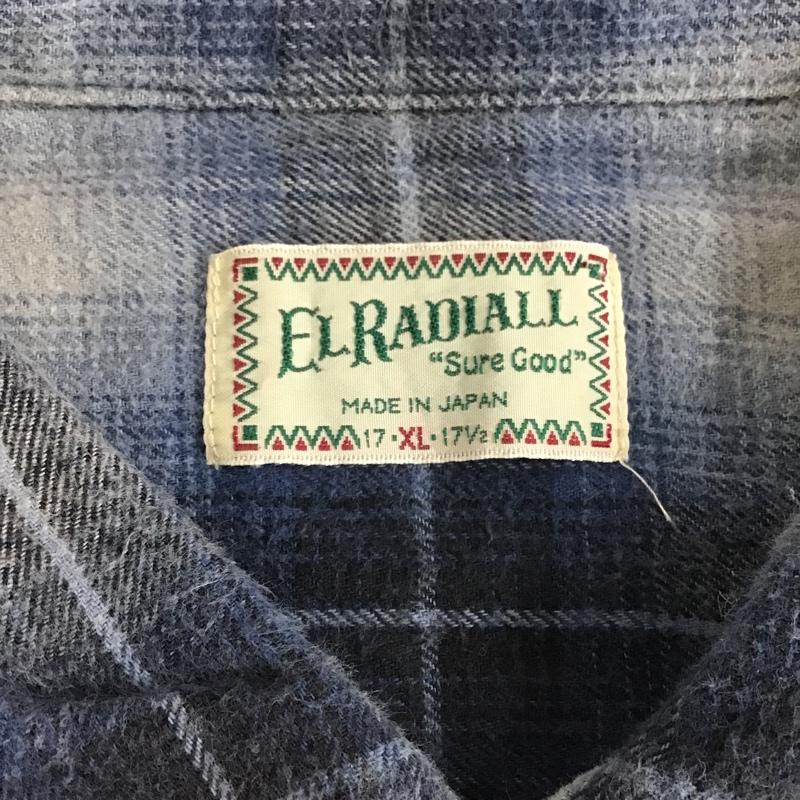 ELRADIALL
“Sure Good”
MADE IN JAPAN
17·XL·17½